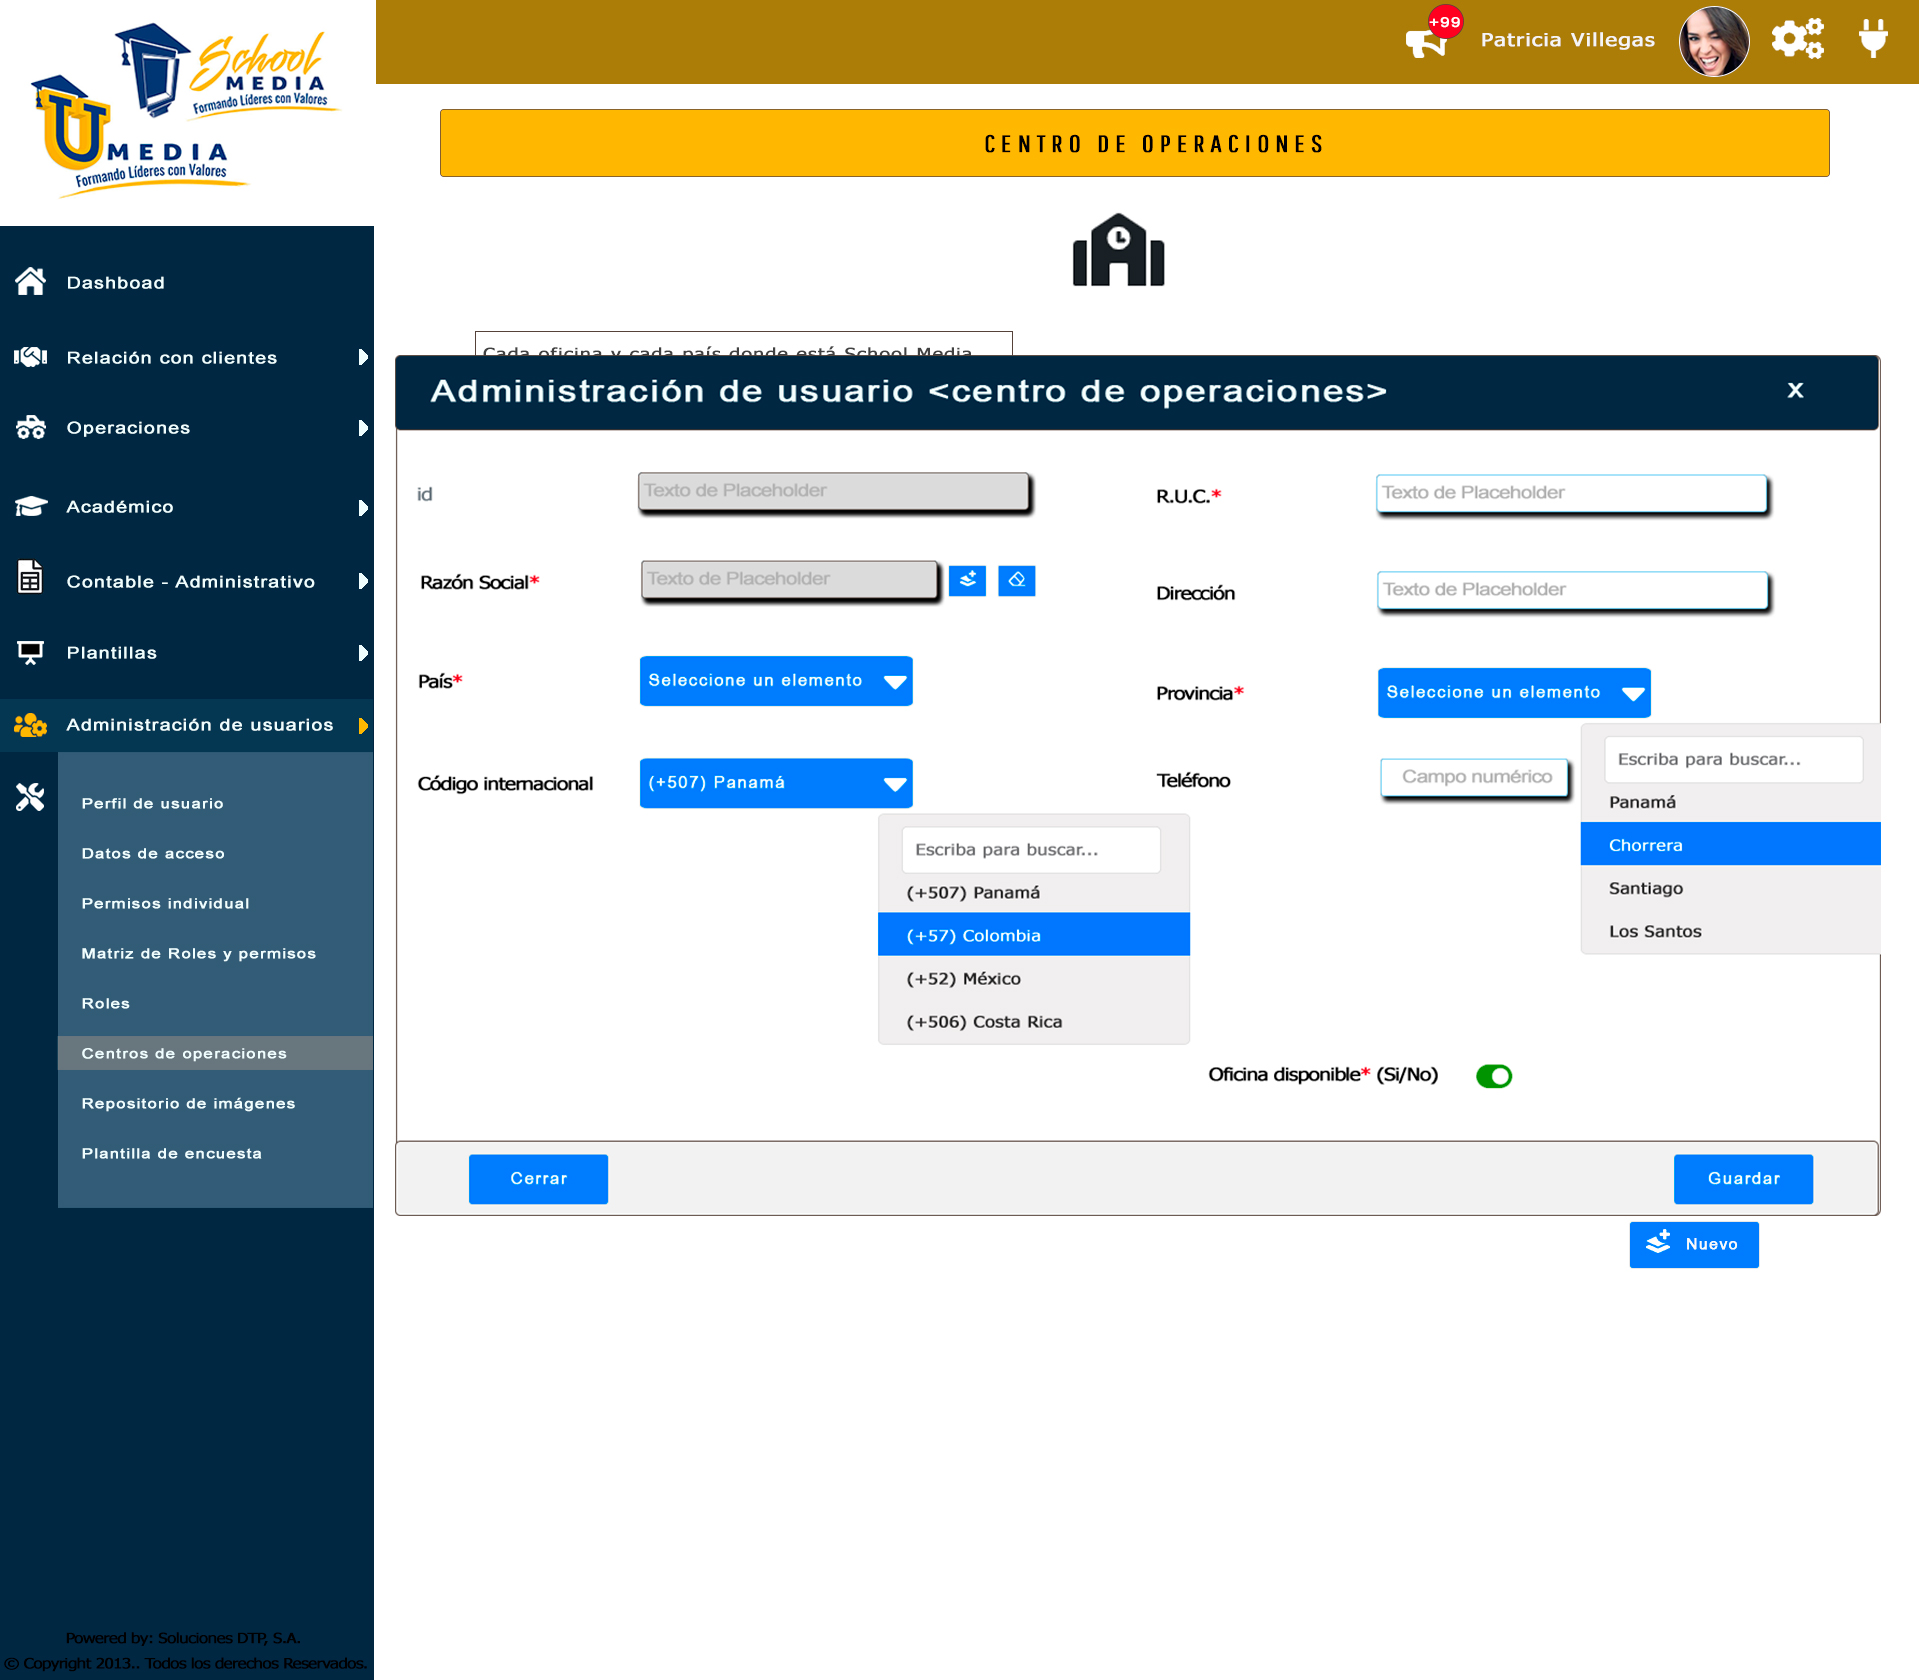 School
MEDIA
Formando Líderes con Valores
U MEDIA
Formando Líderes con Valores
+99
Patricia Villegas
CENTRO DE OPERACIONES
Dashboad
Relación con clientes
Operaciones
Académico
Contable - Administrativo
Plantillas
Administración de usuarios
Perfil de usuario
Datos de acceso
Permisos individual
Matriz de Roles y permisos
Roles
Centros de operaciones
Repositorio de imágenes
Plantilla de encuesta
Powered by: Soluciones DTP, S.A.
© Copyright 2013.. Todos los derechos Reservados.
Cada oficina y cada país donde está School Media
Administración de usuario <centro de operaciones>
X
id
Texto de Placeholder
R.U.C.*
Texto de Placeholder
Razón Social*
Texto de Placeholder
Dirección
Texto de Placeholder
País*
Seleccione un elemento
Provincia*
Seleccione un elemento
Escriba para buscar...
Panamá
Chorrera
Santiago
Los Santos
Código internacional
(+507) Panamá
Teléfono
Campo numérico
Escriba para buscar...
(+507) Panamá
(+57) Colombia
(+52) México
(+506) Costa Rica
Oficina disponible* (Si/No)
Cerrar
Guardar
Nuevo